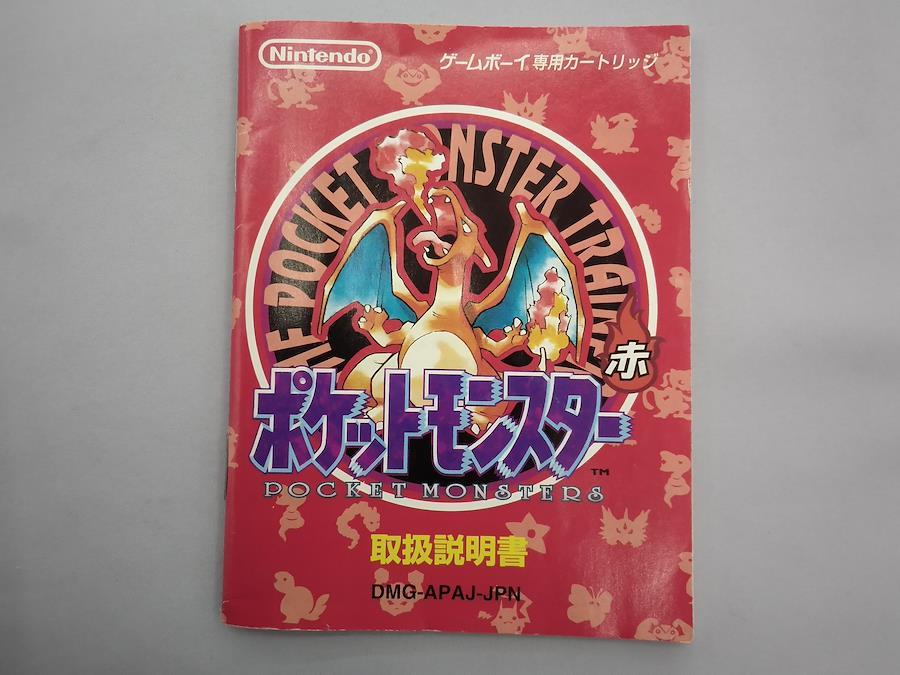 Nintendo®
ゲームボーイ専用カートリッジ
THE POCKET MONSTER TRAINE
赤
ポケットモンスター
TM
POCKET MONSTERS
取扱説明書
DMG-APAJ-JPN